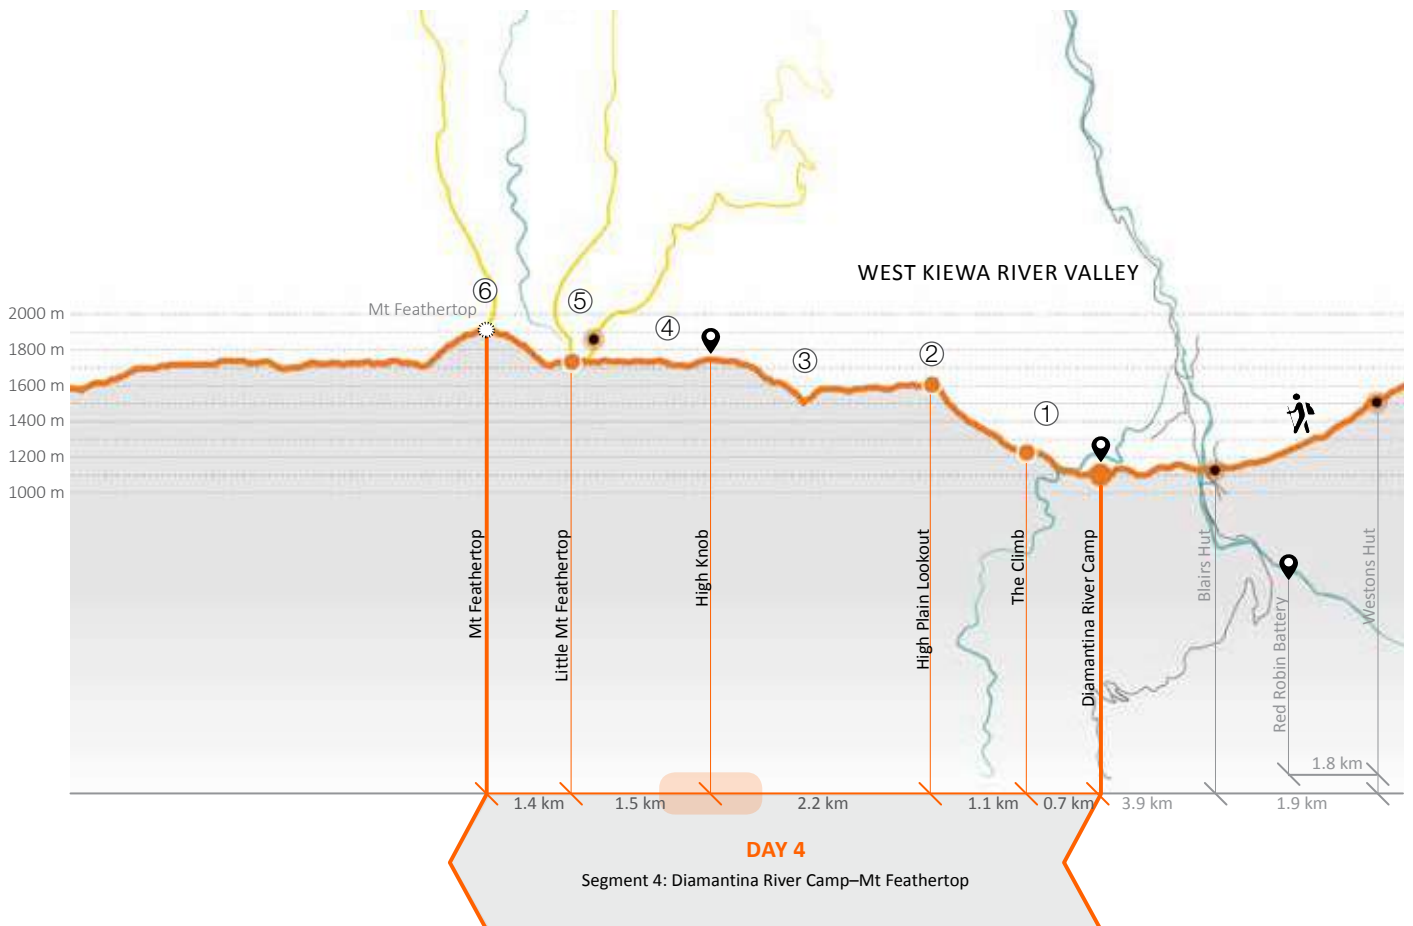 WEST KIEWA RIVER VALLEY
⑥
⑤
Mt Feathertop
④
②
③
①
2000 m
1800 m
1600 m
1400 m
1200 m
1000 m
Mt Feathertop
Little Mt Feathertop
High Knob
High Plain Lookout
The Climb
Diamantina River Camp
Blairs Hut
Red Robin Battery
Westons Hut
1.8 km
1.4 km
1.5 km
2.2 km
1.1 km
0.7 km
3.9 km
1.9 km
DAY 4
Segment 4: Diamantina River Camp–Mt Feathertop